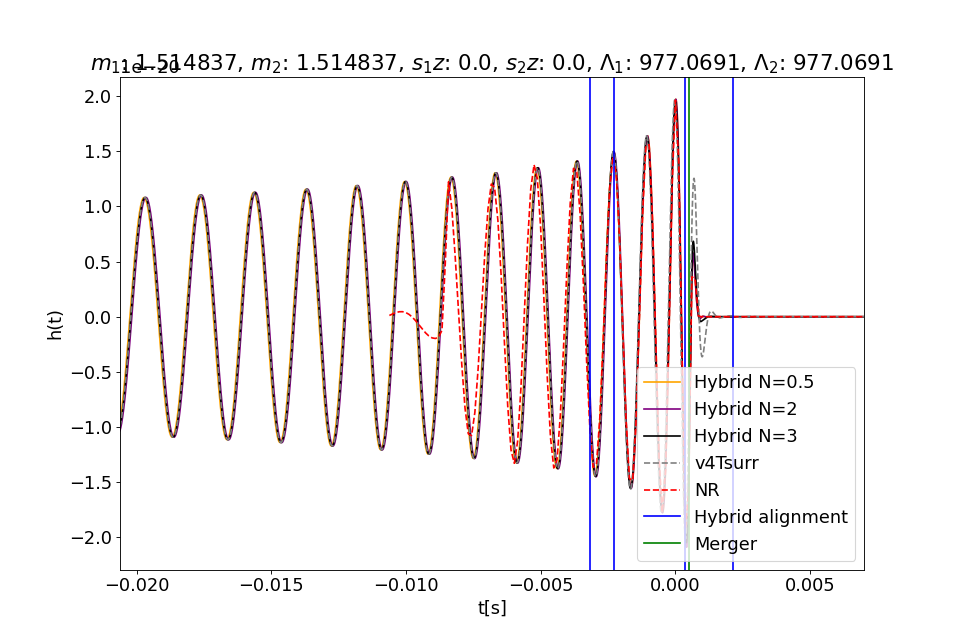 m₁: 1.514837, m₂: 1.514837, s₁z: 0.0, s₂z: 0.0, Λ₁: 977.0691, Λ₂: 977.0691
1e−20
2.0
1.5
1.0
0.5
0.0
−0.5
−1.0
−1.5
−2.0
h(t)
Hybrid N=0.5
Hybrid N=2
Hybrid N=3
v4Tsurr
NR
Hybrid alignment
Merger
−0.020 −0.015 −0.010 −0.005 0.000 0.005
t[s]